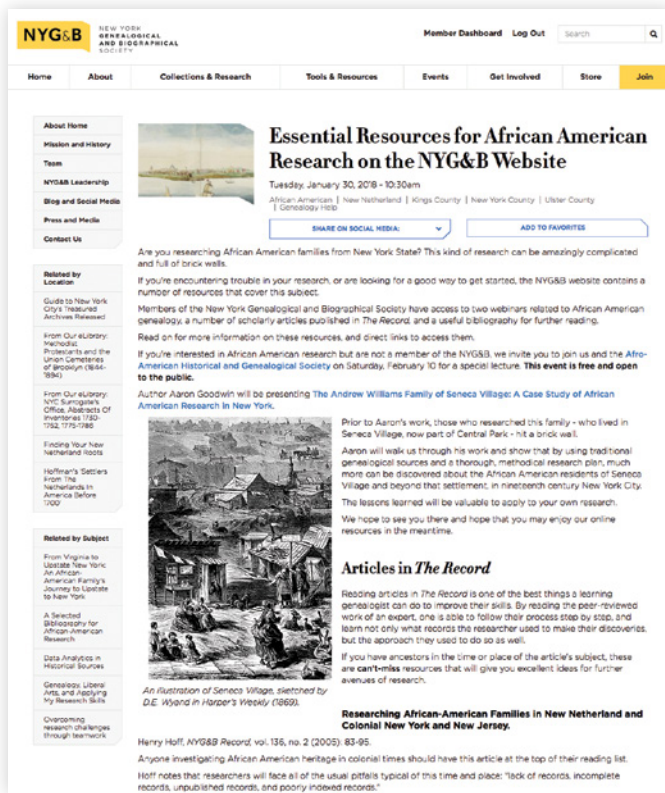 NYG&B
NEW YORK
GENEALOGICAL
AND BIOGRAPHICAL
SOCIETY
Member Dashboard Log Out Search
Home About Collections & Research Tools & Resources Events Get Involved Store Join
About Home
Mission and History
Team
NYG&B Leadership
Blog and Social Media
Press and Media
Contact Us
Related by
Location
Guide to New York
City's Treasured
Archives Released
From Our eLibrary:
Methodist
Protestants and the
Union Cemeteries
of Brooklyn (1844-
1894)
From Our eLibrary:
NYC Surrogate's
Office, Abstracts Of
Inventories 1730-
1752, 1775-1786
Finding Your New
Netherland Roots
Hoffman's Settlers
From The
Netherlands In
America Before
1700'
Related by Subject
From Virginia to
Upstate New York:
An African-
American Family's
Journey to Upstate
to New York
A Selected
Bibliography for
African-American
Research
Data Analytics in
Historical Sources
Genealogy, Liberal
Arts, and Applying
My Research Skills
Overcoming
research challenges
through teamwork
Essential Resources for African American
Research on the NYG&B Website
Tuesday, January 30, 2018 - 10:30am
African American | New Netherland | Kings County | New York County | Ulster County
| Genealogy Help
SHARE ON SOCIAL MEDIA: ADD TO FAVORITES
Are you researching African American families from New York State? This kind of research can be amazingly complicated
and full of brick walls.
If you're encountering trouble in your research, or are looking for a good way to get started, the NYG&B website contains a
number of resources that cover this subject.
Members of the New York Genealogical and Biographical Society have access to two webinars related to African American
genealogy, a number of scholarly articles published in The Record, and a useful bibliography for further reading.
Read on for more information on these resources, and direct links to access them.
If you're interested in African American research but are not a member of the NYG&B, we invite you to join us and the Afro-
American Historical and Genealogical Society on Saturday, February 10 for a special lecture. This event is free and open
to the public.
Author Aaron Goodwin will be presenting The Andrew Williams Family of Seneca Village: A Case Study of African
American Research in New York.
Prior to Aaron's work, those who researched this family - who lived in
Seneca Village, now part of Central Park - hit a brick wall.
Aaron will walk us through his work and show that by using traditional
genealogical sources and a thorough, methodical research plan, much
more can be discovered about the African American residents of Seneca
Village and beyond that settlement, in nineteenth century New York City.
The lessons learned will be valuable to apply to your own research.
We hope to see you there and hope that you may enjoy our online
resources in the meantime.
An illustration of Seneca Village, sketched by
D.E. Wyand in Harper's Weekly (1869).
Articles in The Record
Reading articles in The Record is one of the best things a learning
genealogist can do to improve their skills. By reading the peer-reviewed
work of an expert, one is able to follow their process step by step, and
learn not only what records the researcher used to make their discoveries,
but the approach they used to do so as well.
If you have ancestors in the time or place of the article's subject, these
are can't-miss resources that will give you excellent ideas for further
avenues of research.
Researching African-American Families in New Netherland and
Colonial New York and New Jersey.
Henry Hoff, NYG&B Record, vol. 136, no. 2 (2005): 83-95.
Anyone investigating African American heritage in colonial times should have this article at the top of their reading list.
Hoff notes that researchers will face all of the usual pitfalls typical of this time and place: "lack of records, incomplete
records, unpublished records, and poorly indexed records."